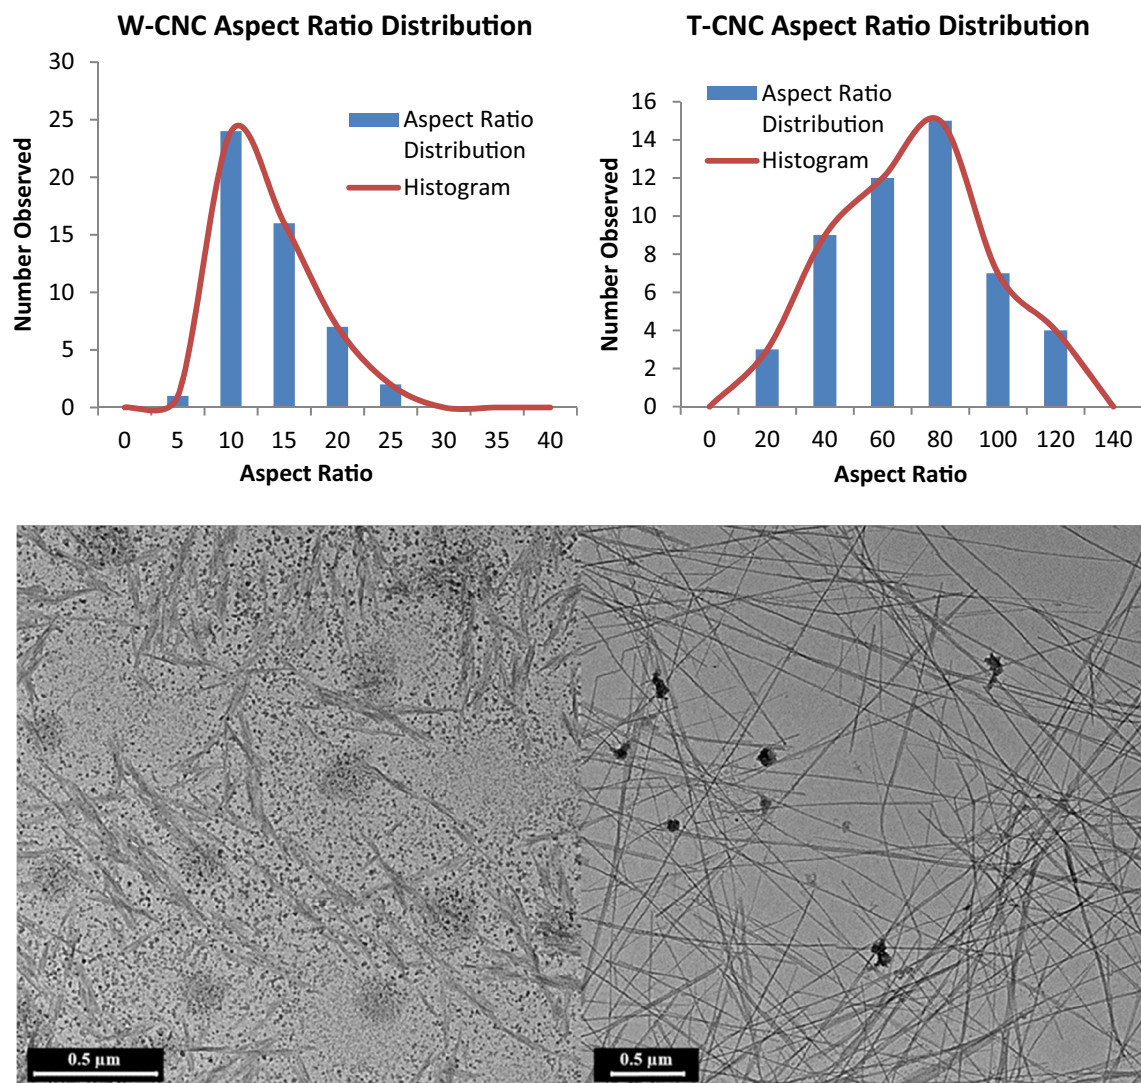 W-CNC Aspect Ratio Distribution
30
25
20
15
10
5
0
Number Observed
Aspect Ratio
Distribution
Histogram
0 5 10 15 20 25 30 35 40
Aspect Ratio
T-CNC Aspect Ratio Distribution
16
14
12
10
8
6
4
2
0
Number Observed
Aspect Ratio
Distribution
Histogram
0 20 40 60 80 100 120 140
Aspect Ratio
0.5 µm
0.5 µm